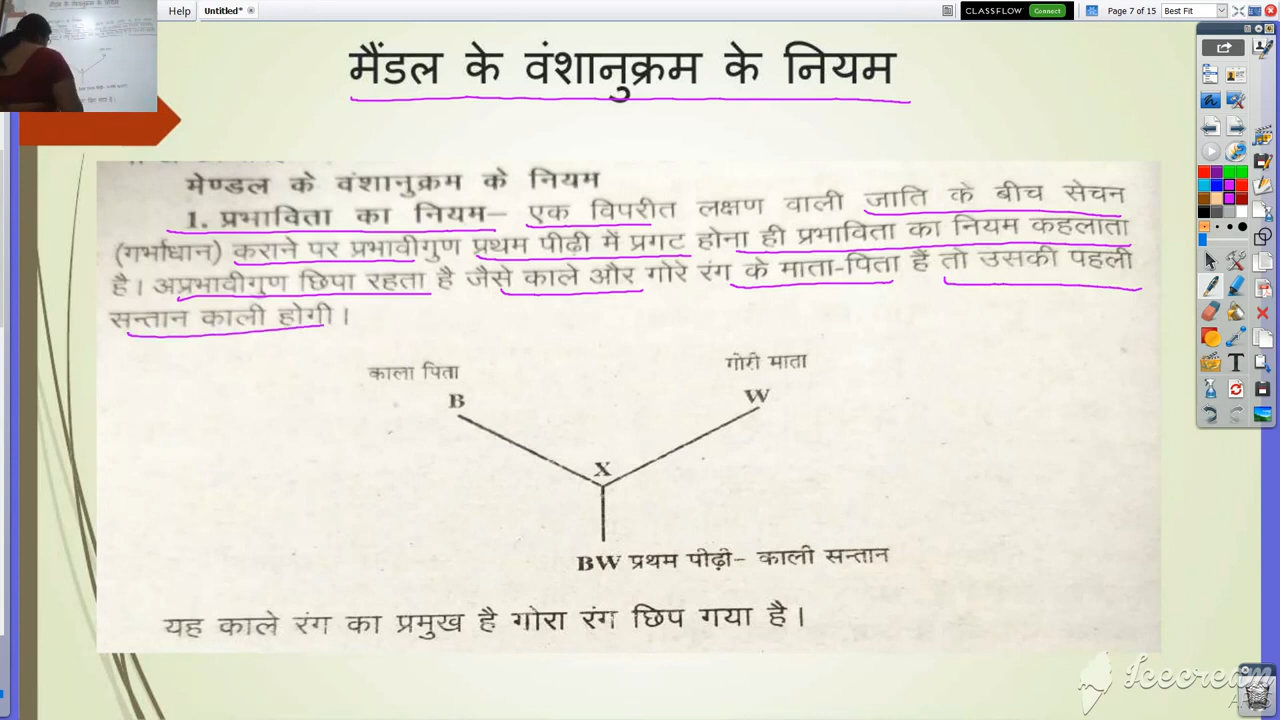 Help Untitled* CLASSFLOW Connect Page 7 of 15 Best Fit
मैंडल के वंशानुक्रम के नियम
मेण्डल के वंशानुक्रम के नियम
1. प्रभाविता का नियम– एक विपरीत लक्षण वाली जाति के बीच सेचन
(गर्भाधान) कराने पर प्रभावीगुण प्रथम पीढ़ी में प्रगट होना ही प्रभाविता का नियम कहलाता
है। अप्रभावीगुण छिपा रहता है जैसे काले और गोरे रंग के माता-पिता हैं तो उसकी पहली
सन्तान काली होगी।
काला पिता गोरी माता
B W
X
BW प्रथम पीढ़ी– काली सन्तान
यह काले रंग का प्रमुख है गोरा रंग छिप गया है।
Icecream
APPS